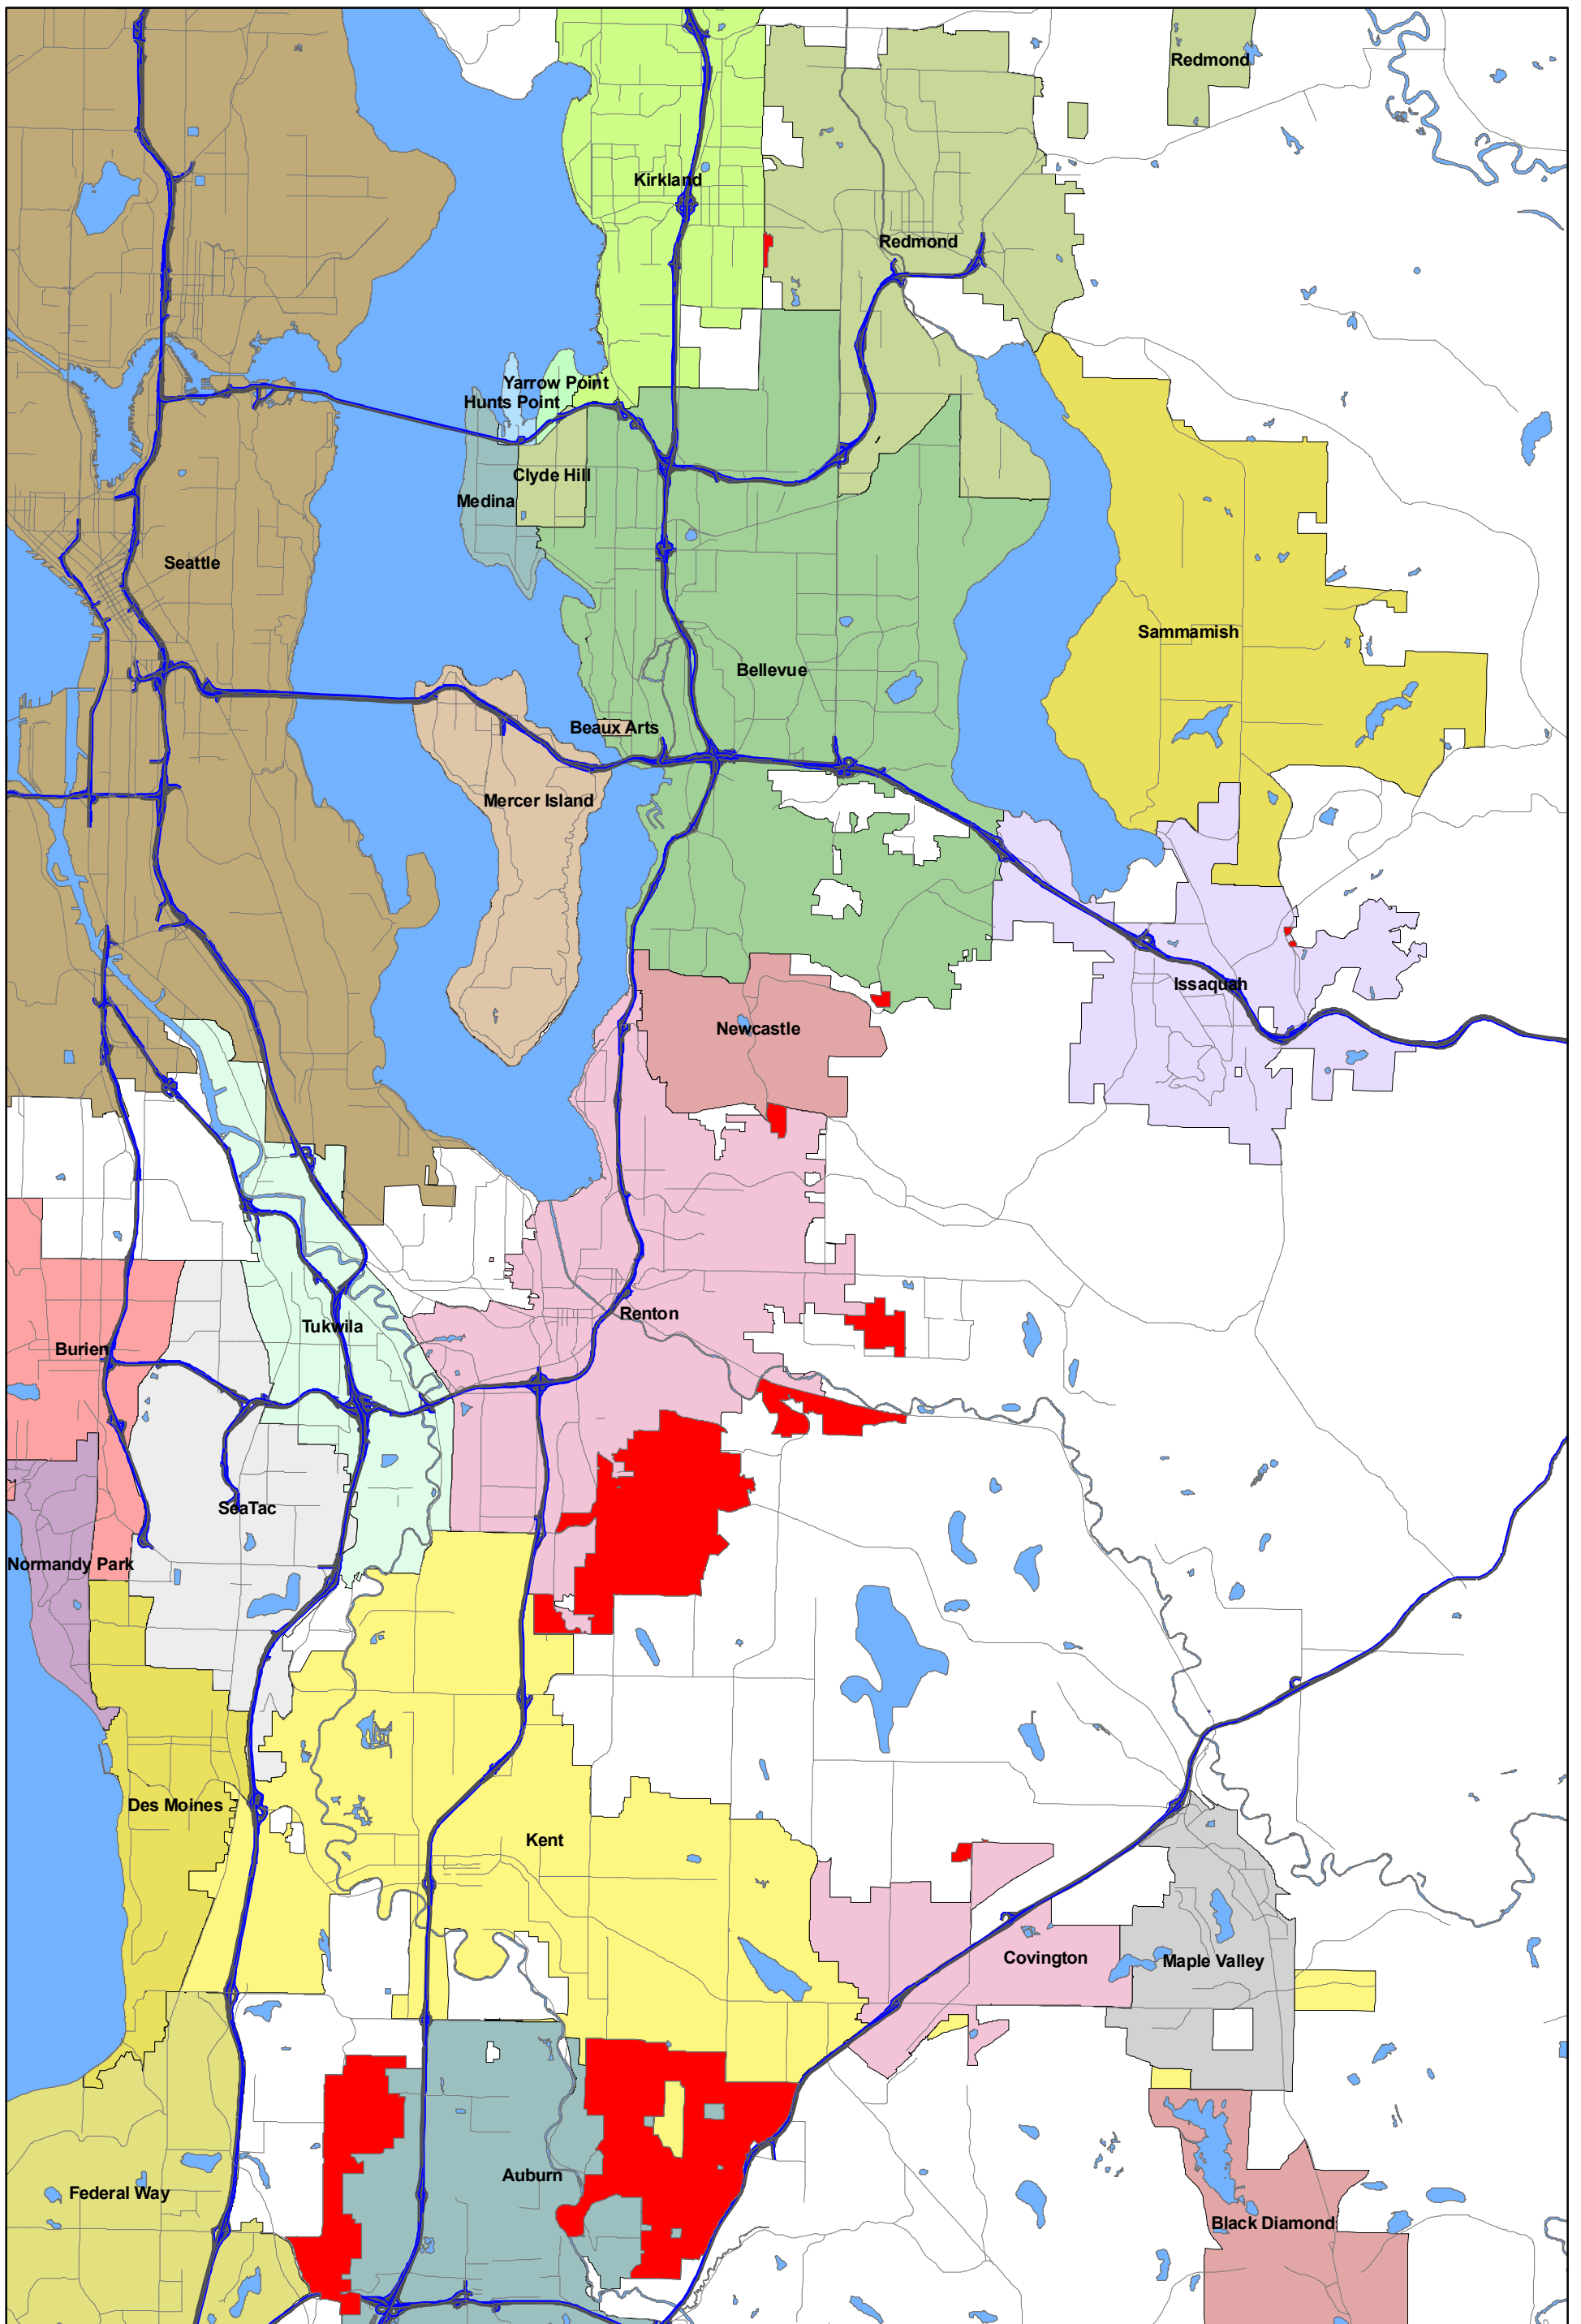 Redmond
Kirkland
Redmond
Yarrow Point
Hunts Point
Clyde Hill
Medina
Seattle
Sammamish
Bellevue
Beaux Arts
Mercer Island
Issaquah
Newcastle
Renton
Tukwila
Burien
SeaTac
Normandy Park
Des Moines
Kent
Covington
Maple Valley
Auburn
Federal Way
Black Diamond